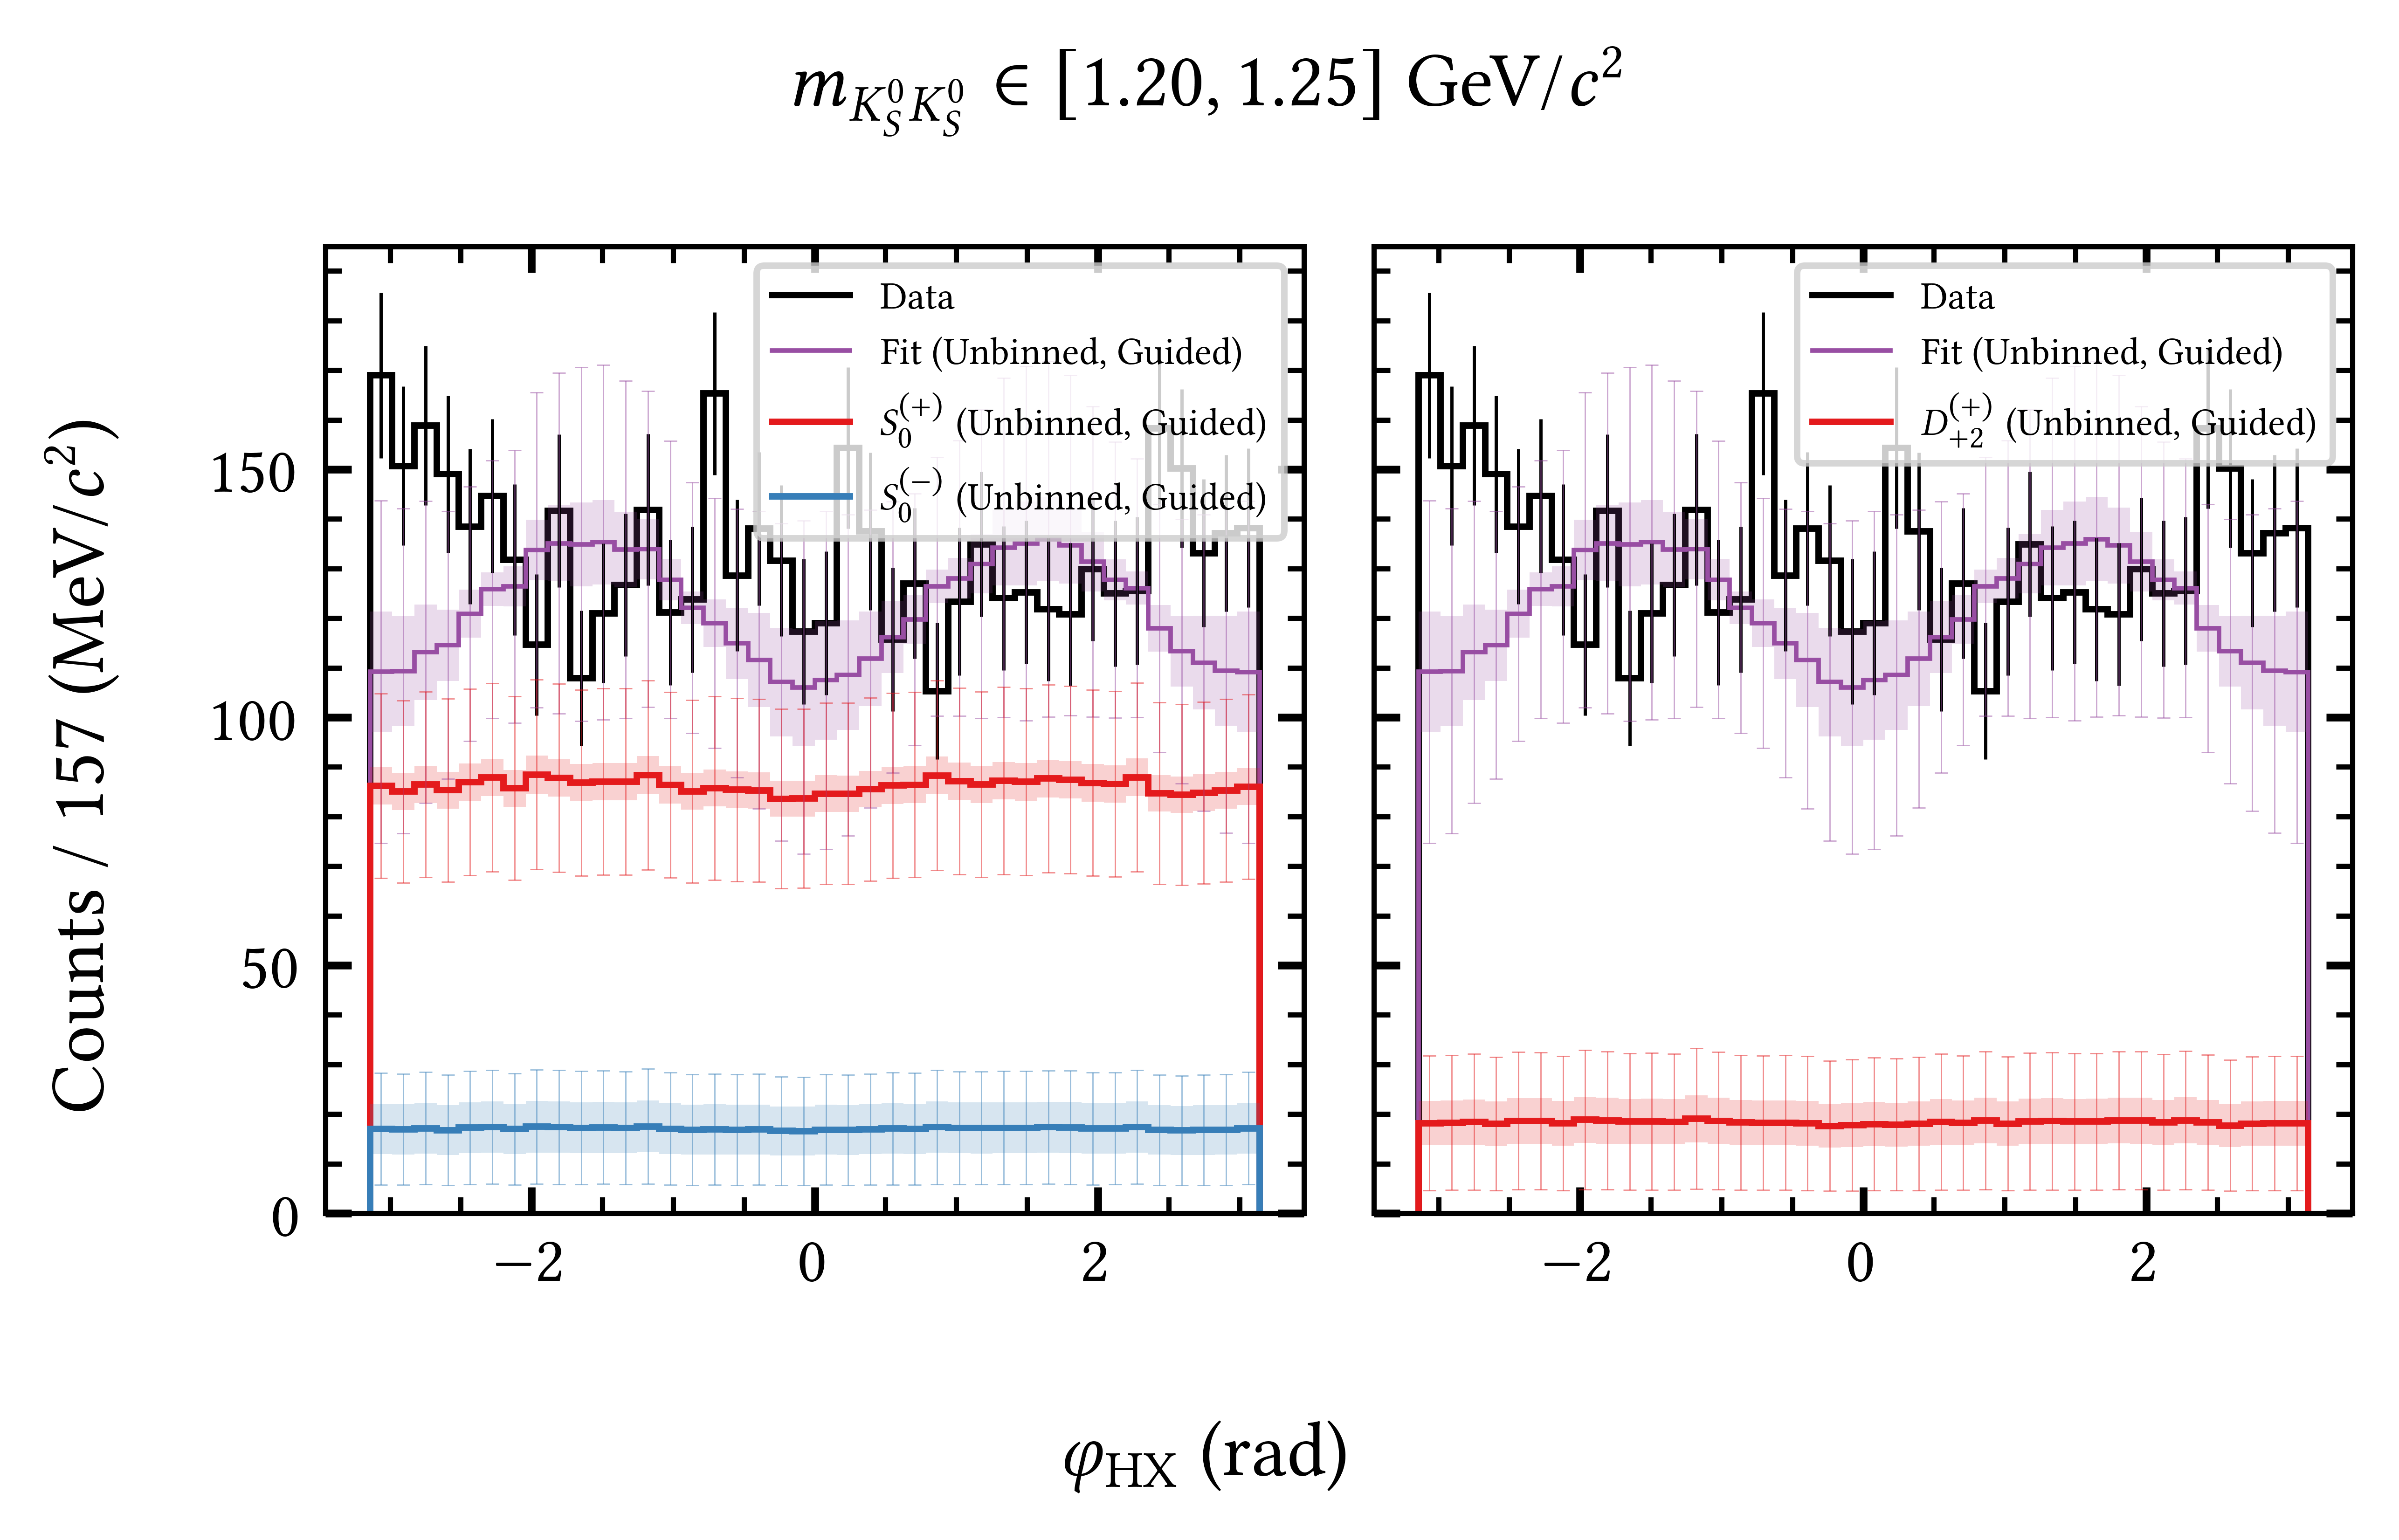 m_{K_S^0 K_S^0} ∈ [1.20, 1.25] GeV/c²
Counts / 157 (MeV/c²)
150
100
50
0
Data
Fit (Unbinned, Guided)
S_0^{(+)} (Unbinned, Guided)
S_0^{(−)} (Unbinned, Guided)
−2
0
2
Data
Fit (Unbinned, Guided)
D_{+2}^{(+)} (Unbinned, Guided)
−2
0
2
φ_{HX} (rad)